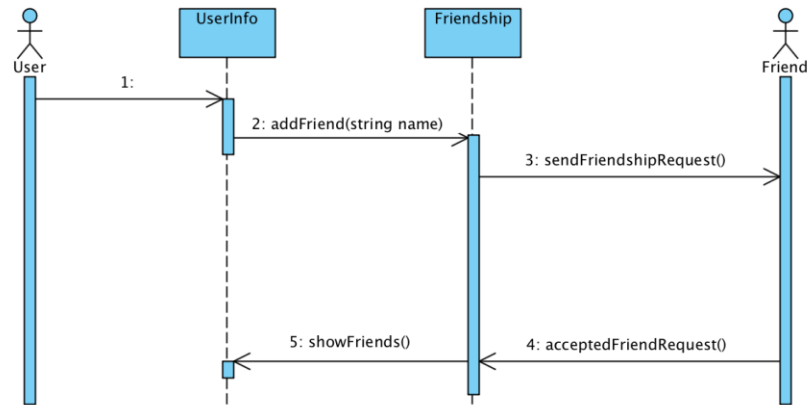 UserInfo
Friendship
User
Friend
1:
2: addFriend(string name)
3: sendFriendshipRequest()
5: showFriends()
4: acceptedFriendRequest()